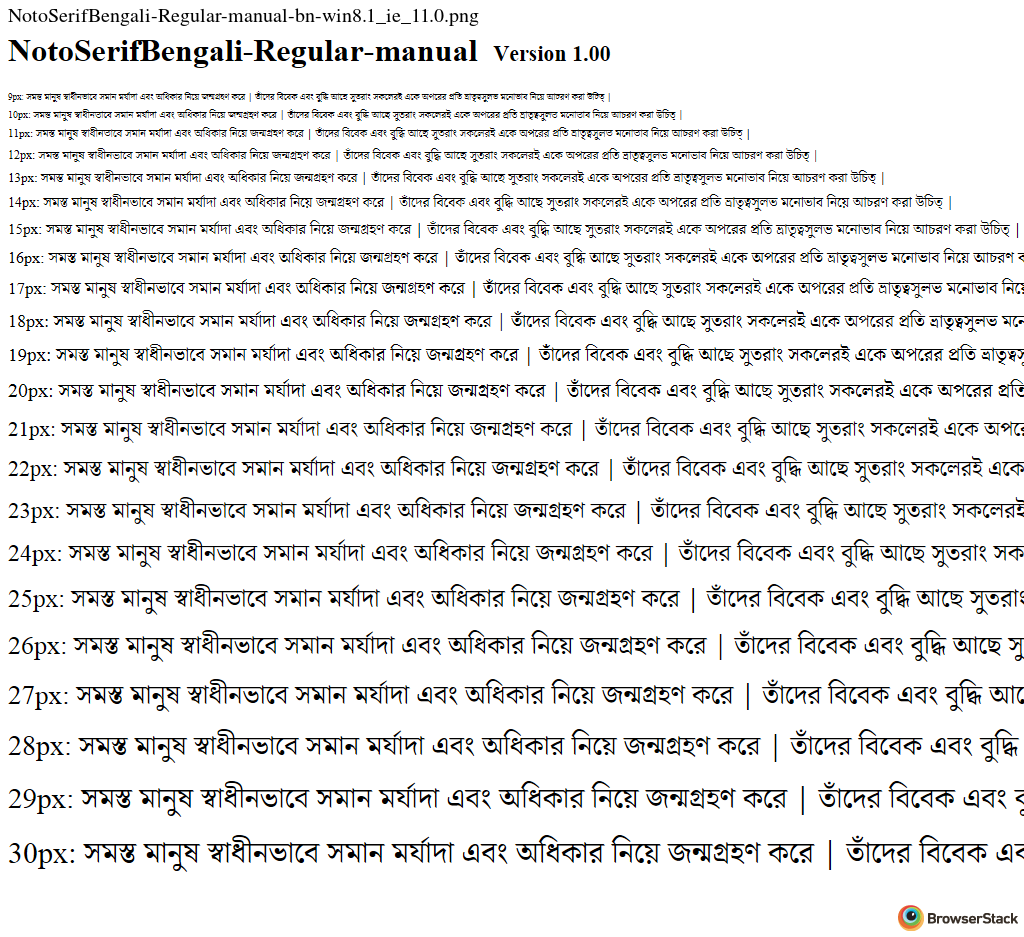 NotoSerifBengali-Regular-manual-bn-win8.1_ie_11.0.png
NotoSerifBengali-Regular-manual Version 1.00
9px: সমস্ত মানুষ স্বাধীনভাবে সমান মর্যাদা এবং অধিকার নিয়ে জন্মগ্রহণ করে | তাঁদের বিবেক এবং বুদ্ধি আছে সুতরাং সকলেরই একে অপরের প্রতি ভ্রাতৃত্বসুলভ মনোভাব নিয়ে আচরণ করা উচিত্ |
10px: সমস্ত মানুষ স্বাধীনভাবে সমান মর্যাদা এবং অধিকার নিয়ে জন্মগ্রহণ করে | তাঁদের বিবেক এবং বুদ্ধি আছে সুতরাং সকলেরই একে অপরের প্রতি ভ্রাতৃত্বসুলভ মনোভাব নিয়ে আচরণ করা উচিত্ |
11px: সমস্ত মানুষ স্বাধীনভাবে সমান মর্যাদা এবং অধিকার নিয়ে জন্মগ্রহণ করে | তাঁদের বিবেক এবং বুদ্ধি আছে সুতরাং সকলেরই একে অপরের প্রতি ভ্রাতৃত্বসুলভ মনোভাব নিয়ে আচরণ করা উচিত্ |
12px: সমস্ত মানুষ স্বাধীনভাবে সমান মর্যাদা এবং অধিকার নিয়ে জন্মগ্রহণ করে | তাঁদের বিবেক এবং বুদ্ধি আছে সুতরাং সকলেরই একে অপরের প্রতি ভ্রাতৃত্বসুলভ মনোভাব নিয়ে আচরণ করা উচিত্ |
13px: সমস্ত মানুষ স্বাধীনভাবে সমান মর্যাদা এবং অধিকার নিয়ে জন্মগ্রহণ করে | তাঁদের বিবেক এবং বুদ্ধি আছে সুতরাং সকলেরই একে অপরের প্রতি ভ্রাতৃত্বসুলভ মনোভাব নিয়ে আচরণ করা উচিত্ |
14px: সমস্ত মানুষ স্বাধীনভাবে সমান মর্যাদা এবং অধিকার নিয়ে জন্মগ্রহণ করে | তাঁদের বিবেক এবং বুদ্ধি আছে সুতরাং সকলেরই একে অপরের প্রতি ভ্রাতৃত্বসুলভ মনোভাব নিয়ে আচরণ করা উচিত্ |
15px: সমস্ত মানুষ স্বাধীনভাবে সমান মর্যাদা এবং অধিকার নিয়ে জন্মগ্রহণ করে | তাঁদের বিবেক এবং বুদ্ধি আছে সুতরাং সকলেরই একে অপরের প্রতি ভ্রাতৃত্বসুলভ মনোভাব নিয়ে আচরণ করা উচিত্ |
16px: সমস্ত মানুষ স্বাধীনভাবে সমান মর্যাদা এবং অধিকার নিয়ে জন্মগ্রহণ করে | তাঁদের বিবেক এবং বুদ্ধি আছে সুতরাং সকলেরই একে অপরের প্রতি ভ্রাতৃত্বসুলভ মনোভাব নিয়ে আচরণ
17px: সমস্ত মানুষ স্বাধীনভাবে সমান মর্যাদা এবং অধিকার নিয়ে জন্মগ্রহণ করে | তাঁদের বিবেক এবং বুদ্ধি আছে সুতরাং সকলেরই একে অপরের প্রতি ভ্রাতৃত্বসুলভ মনোভাব
18px: সমস্ত মানুষ স্বাধীনভাবে সমান মর্যাদা এবং অধিকার নিয়ে জন্মগ্রহণ করে | তাঁদের বিবেক এবং বুদ্ধি আছে সুতরাং সকলেরই একে অপরের প্রতি ভ্রাতৃত্বসুলভ
19px: সমস্ত মানুষ স্বাধীনভাবে সমান মর্যাদা এবং অধিকার নিয়ে জন্মগ্রহণ করে | তাঁদের বিবেক এবং বুদ্ধি আছে সুতরাং সকলেরই একে অপরের প্রতি
20px: সমস্ত মানুষ স্বাধীনভাবে সমান মর্যাদা এবং অধিকার নিয়ে জন্মগ্রহণ করে | তাঁদের বিবেক এবং বুদ্ধি আছে সুতরাং সকলেরই একে অপরের প্রতি
21px: সমস্ত মানুষ স্বাধীনভাবে সমান মর্যাদা এবং অধিকার নিয়ে জন্মগ্রহণ করে | তাঁদের বিবেক এবং বুদ্ধি আছে সুতরাং সকলেরই একে
22px: সমস্ত মানুষ স্বাধীনভাবে সমান মর্যাদা এবং অধিকার নিয়ে জন্মগ্রহণ করে | তাঁদের বিবেক এবং বুদ্ধি আছে সুতরাং সকলেরই একে
23px: সমস্ত মানুষ স্বাধীনভাবে সমান মর্যাদা এবং অধিকার নিয়ে জন্মগ্রহণ করে | তাঁদের বিবেক এবং বুদ্ধি আছে সুতরাং সকলেরই
24px: সমস্ত মানুষ স্বাধীনভাবে সমান মর্যাদা এবং অধিকার নিয়ে জন্মগ্রহণ করে | তাঁদের বিবেক এবং বুদ্ধি আছে সুতরাং সক
25px: সমস্ত মানুষ স্বাধীনভাবে সমান মর্যাদা এবং অধিকার নিয়ে জন্মগ্রহণ করে | তাঁদের বিবেক এবং বুদ্ধি আছে সুতরাং
26px: সমস্ত মানুষ স্বাধীনভাবে সমান মর্যাদা এবং অধিকার নিয়ে জন্মগ্রহণ করে | তাঁদের বিবেক এবং বুদ্ধি আছে সু
27px: সমস্ত মানুষ স্বাধীনভাবে সমান মর্যাদা এবং অধিকার নিয়ে জন্মগ্রহণ করে | তাঁদের বিবেক এবং বুদ্ধি
28px: সমস্ত মানুষ স্বাধীনভাবে সমান মর্যাদা এবং অধিকার নিয়ে জন্মগ্রহণ করে | তাঁদের বিবেক এবং বুদ্ধি
29px: সমস্ত মানুষ স্বাধীনভাবে সমান মর্যাদা এবং অধিকার নিয়ে জন্মগ্রহণ করে | তাঁদের বিবেক এবং
30px: সমস্ত মানুষ স্বাধীনভাবে সমান মর্যাদা এবং অধিকার নিয়ে জন্মগ্রহণ করে | তাঁদের বিবেক
BrowserStack